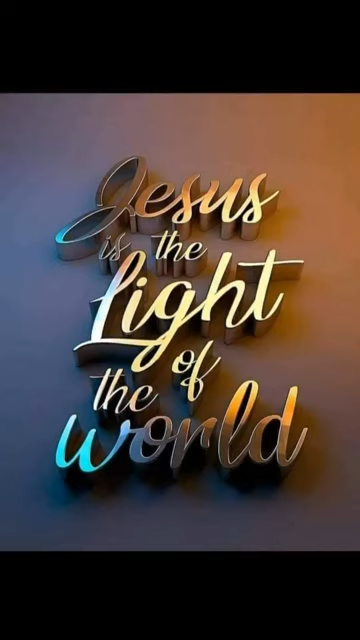 Jesus
is the
Light
of
the
world